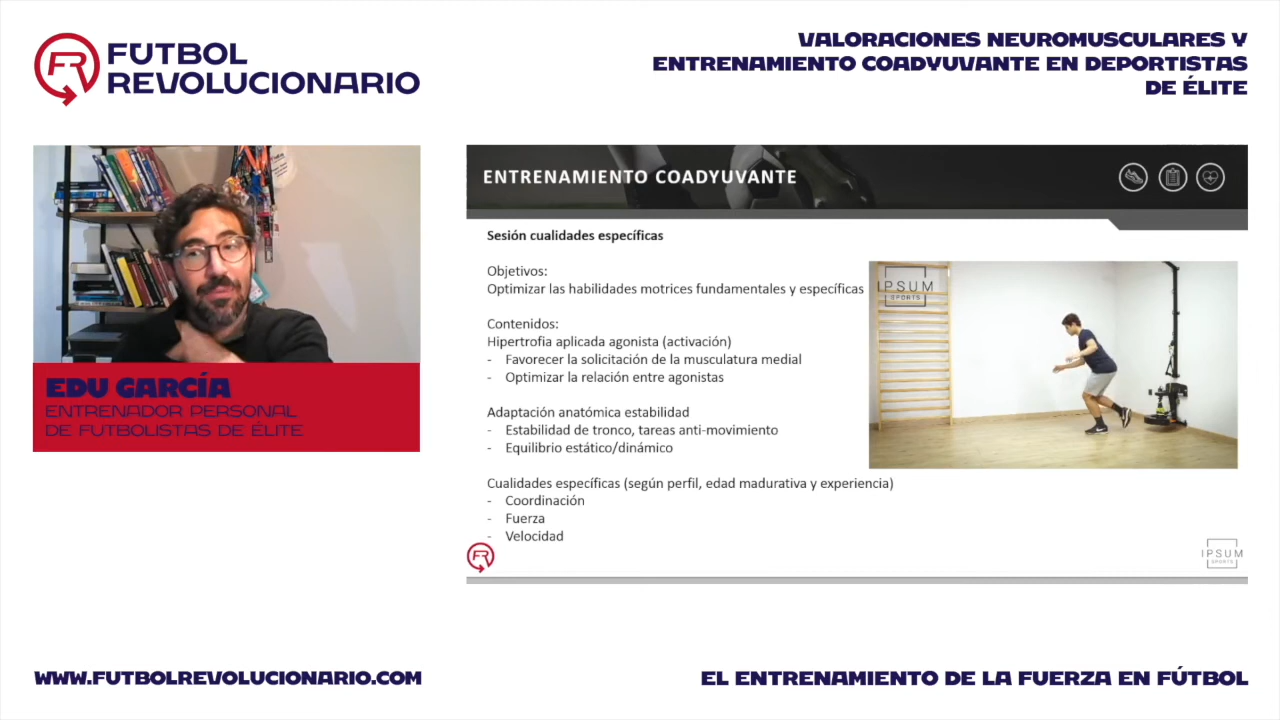 FR FUTBOL
REVOLUCIONARIO
VALORACIONES NEUROMUSCULARES Y
ENTRENAMIENTO COADYUVANTE EN DEPORTISTAS
DE ÉLITE
EDU GARCÍA
ENTRENADOR PERSONAL
DE FUTBOLISTAS DE ÉLITE
ENTRENAMIENTO COADYUVANTE
Sesión cualidades específicas
Objetivos:
Optimizar las habilidades motrices fundamentales y específicas
Contenidos:
Hipertrofia aplicada agonista (activación)
- Favorecer la solicitación de la musculatura medial
- Optimizar la relación entre agonistas
Adaptación anatómica estabilidad
- Estabilidad de tronco, tareas anti-movimiento
- Equilibrio estático/dinámico
Cualidades específicas (según perfil, edad madurativa y experiencia)
- Coordinación
- Fuerza
- Velocidad
IPSUM
SPORTS
FR
IPSUM
SPORTS
WWW.FUTBOLREVOLUCIONARIO.COM
EL ENTRENAMIENTO DE LA FUERZA EN FÚTBOL